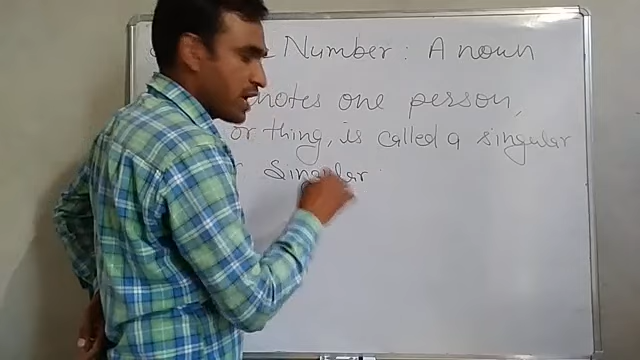 Number: A noun
notes one person,
or thing, is called a singular
Singular